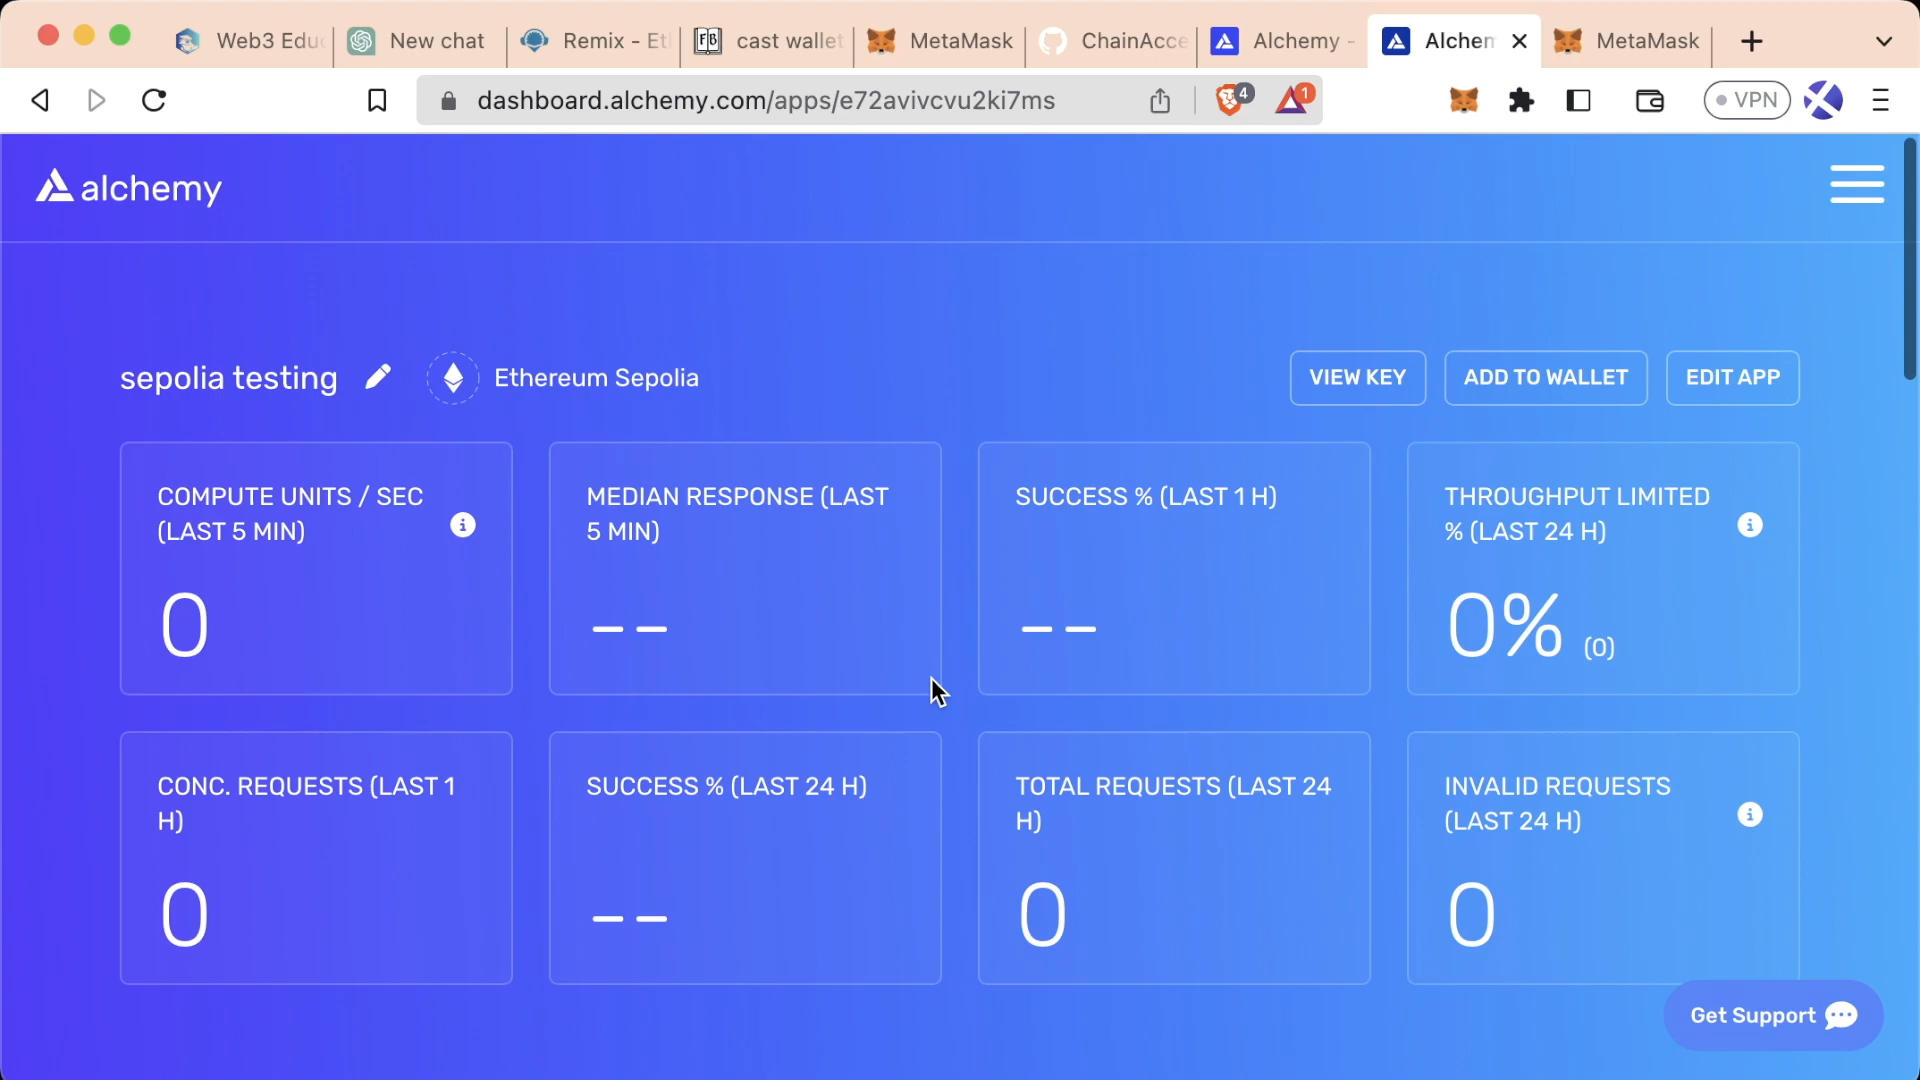 Web3 Edu
New chat
Remix - Et
cast wallet
MetaMask
ChainAcce
Alchemy -
Alchem
MetaMask
dashboard.alchemy.com/apps/e72avivcvu2ki7ms
4
1
VPN
alchemy
sepolia testing
Ethereum Sepolia
VIEW KEY
ADD TO WALLET
EDIT APP
COMPUTE UNITS / SEC
(LAST 5 MIN)
0
MEDIAN RESPONSE (LAST
5 MIN)
– –
SUCCESS % (LAST 1 H)
– –
THROUGHPUT LIMITED
% (LAST 24 H)
0% (0)
CONC. REQUESTS (LAST 1
H)
0
SUCCESS % (LAST 24 H)
– –
TOTAL REQUESTS (LAST 24
H)
0
INVALID REQUESTS
(LAST 24 H)
0
Get Support